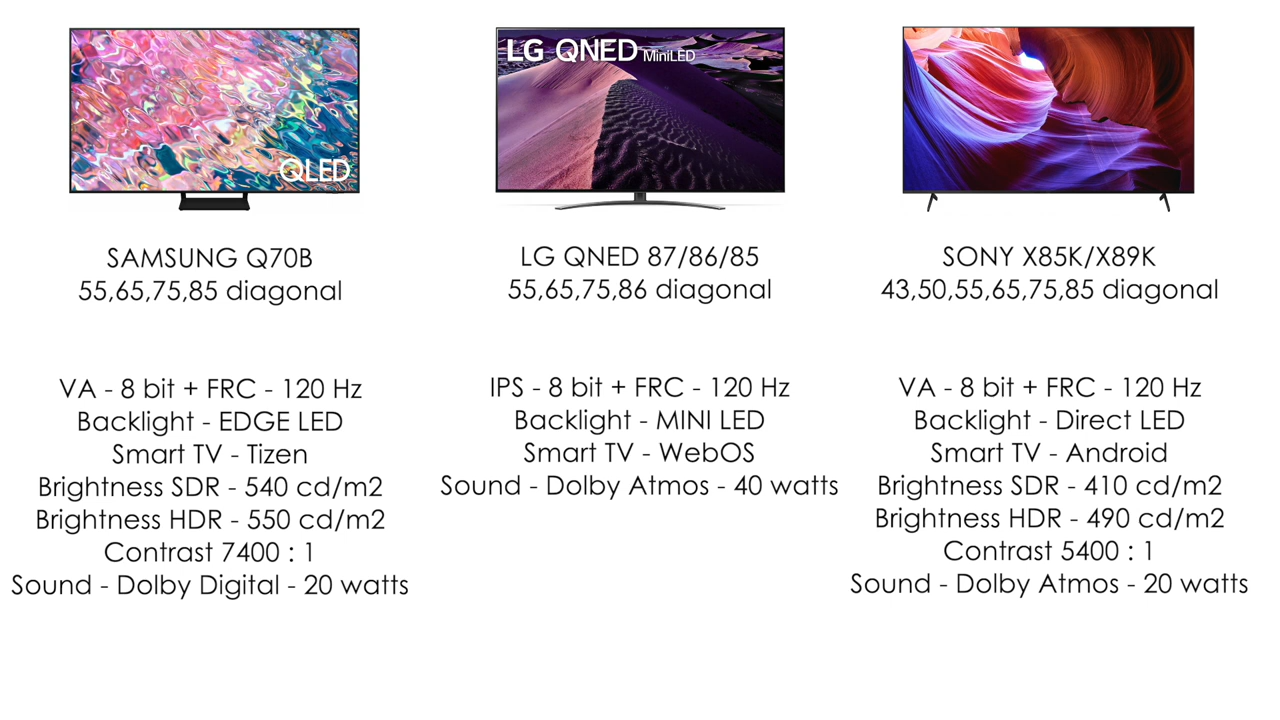 QLED
SAMSUNG Q70B
55,65,75,85 diagonal
VA - 8 bit + FRC - 120 Hz
Backlight - EDGE LED
Smart TV - Tizen
Brightness SDR - 540 cd/m2
Brightness HDR - 550 cd/m2
Contrast 7400 : 1
Sound - Dolby Digital - 20 watts
LG QNED MiniLED
LG QNED 87/86/85
55,65,75,86 diagonal
IPS - 8 bit + FRC - 120 Hz
Backlight - MINI LED
Smart TV - WebOS
Sound - Dolby Atmos - 40 watts
SONY X85K/X89K
43,50,55,65,75,85 diagonal
VA - 8 bit + FRC - 120 Hz
Backlight - Direct LED
Smart TV - Android
Brightness SDR - 410 cd/m2
Brightness HDR - 490 cd/m2
Contrast 5400 : 1
Sound - Dolby Atmos - 20 watts